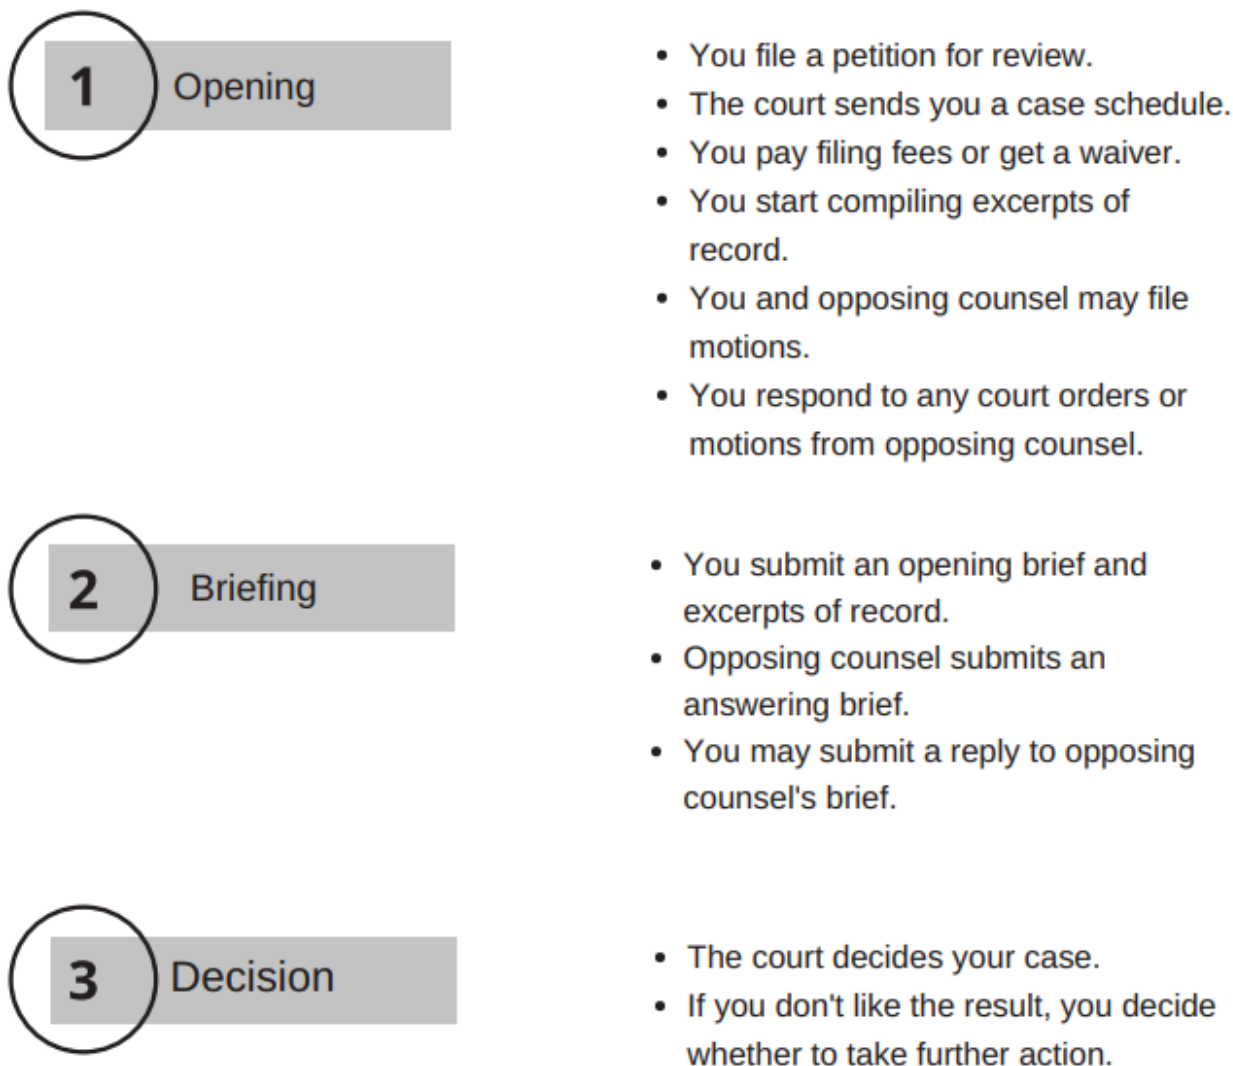 1 Opening
• You file a petition for review.
• The court sends you a case schedule.
• You pay filing fees or get a waiver.
• You start compiling excerpts of
record.
• You and opposing counsel may file
motions.
• You respond to any court orders or
motions from opposing counsel.
2 Briefing
• You submit an opening brief and
excerpts of record.
• Opposing counsel submits an
answering brief.
• You may submit a reply to opposing
counsel's brief.
3 Decision
• The court decides your case.
• If you don't like the result, you decide
whether to take further action.